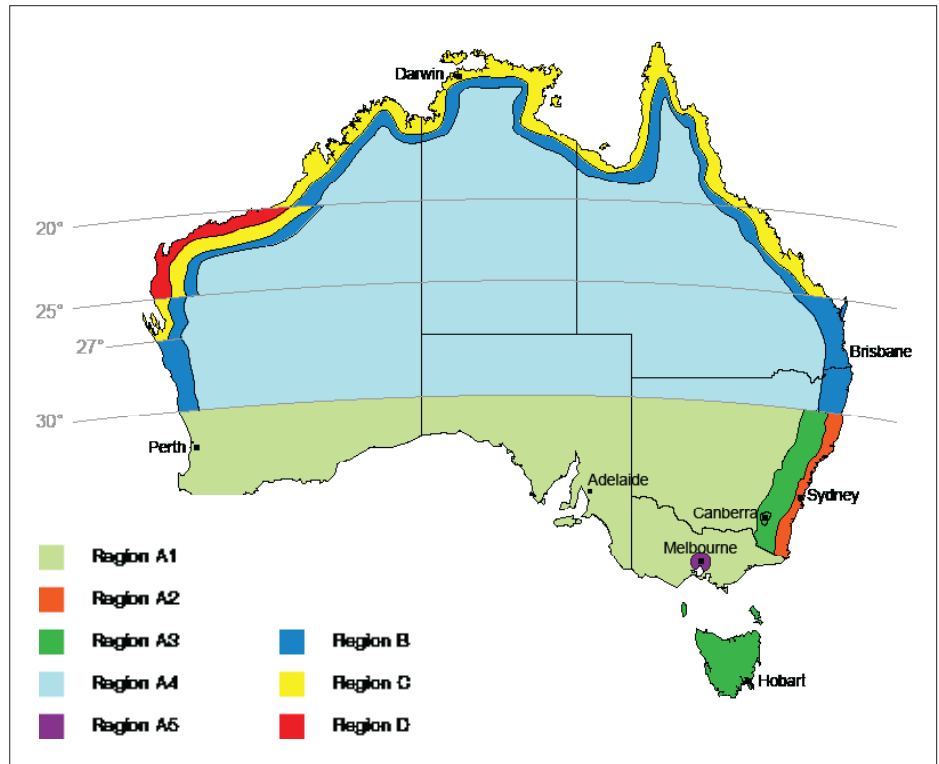 Darwin
20°
25°
27°
Brisbane
30°
Perth
Adelaide
Sydney
Canberra
Melbourne
Region A1
Region A2
Region A3
Region B
Region A4
Region C
Hobart
Region A5
Region D